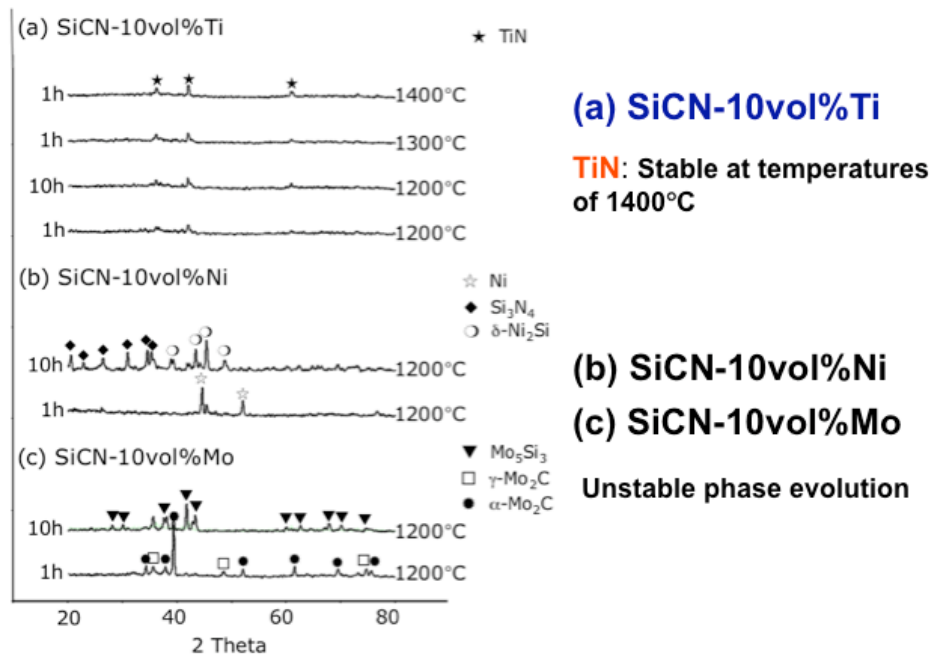 (a) SiCN-10vol%Ti
★ TiN
1h 1400°C
1h 1300°C
10h 1200°C
1h 1200°C
(b) SiCN-10vol%Ni
☆ Ni
◆ Si₃N₄
❍ δ-Ni₂Si
10h 1200°C
1h 1200°C
(c) SiCN-10vol%Mo
▼ Mo₅Si₃
□ γ-Mo₂C
● α-Mo₂C
10h 1200°C
1h 1200°C
20 40 60 80
2 Theta
(a) SiCN-10vol%Ti
TiN: Stable at temperatures
of 1400°C
(b) SiCN-10vol%Ni
(c) SiCN-10vol%Mo
Unstable phase evolution